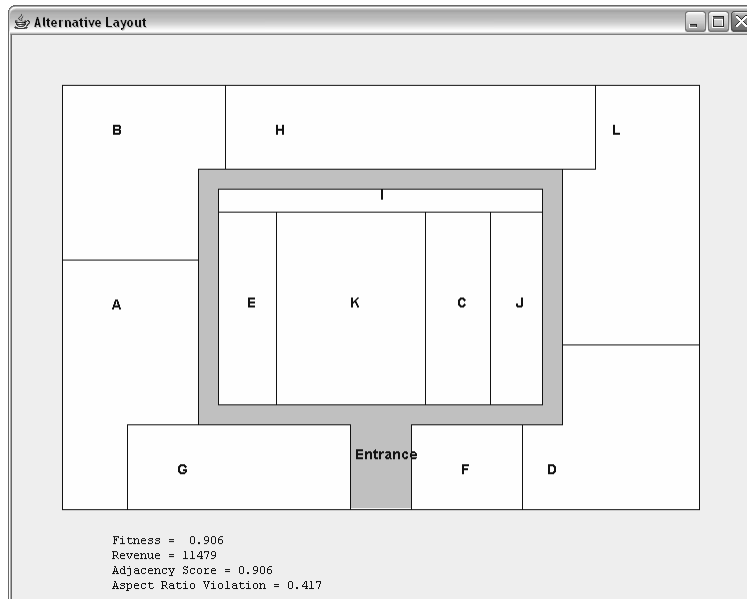 Alternative Layout
B
H
L
I
A
E
K
C
J
Entrance
G
F
D
Fitness = 0.906
Revenue = 11479
Adjacency Score = 0.906
Aspect Ratio Violation = 0.417